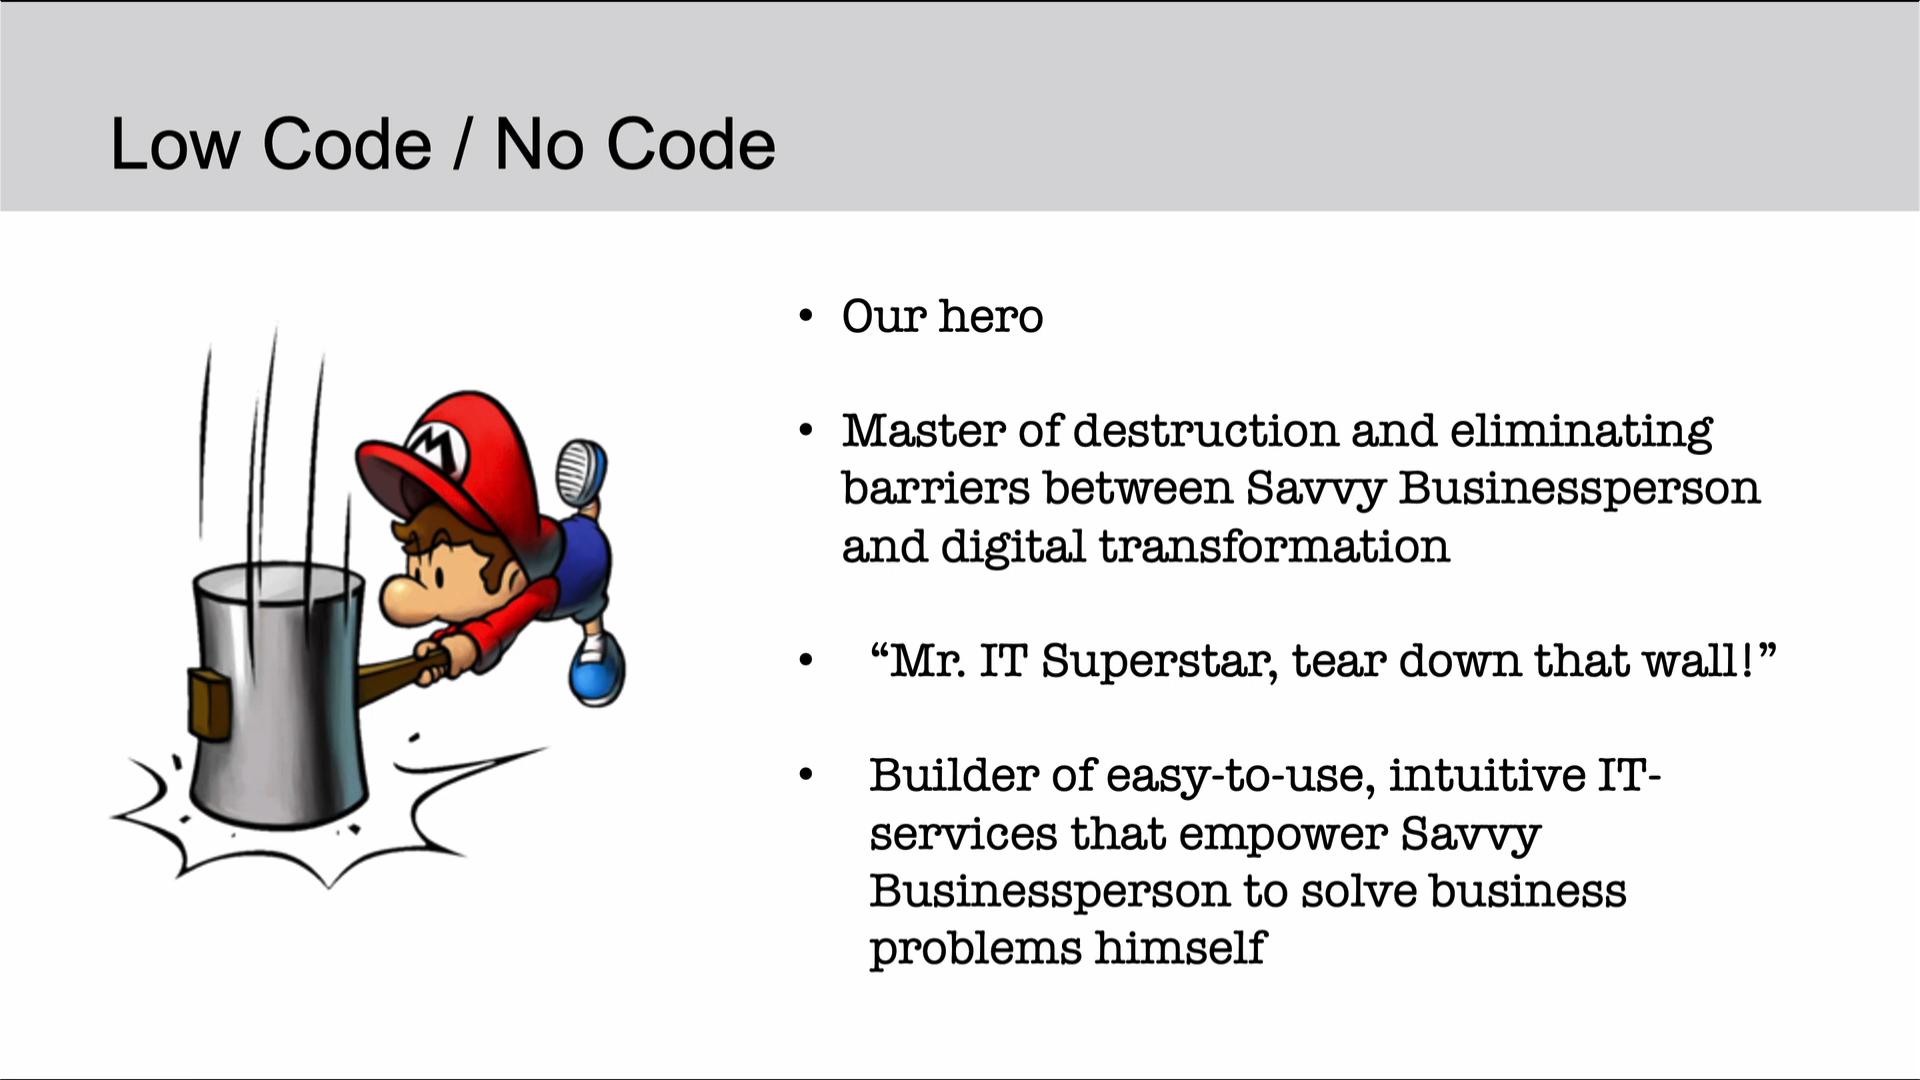 Low Code / No Code
• Our hero
• Master of destruction and eliminating
barriers between Savvy Businessperson
and digital transformation
• “Mr. IT Superstar, tear down that wall!”
• Builder of easy-to-use, intuitive IT-
services that empower Savvy
Businessperson to solve business
problems himself
M